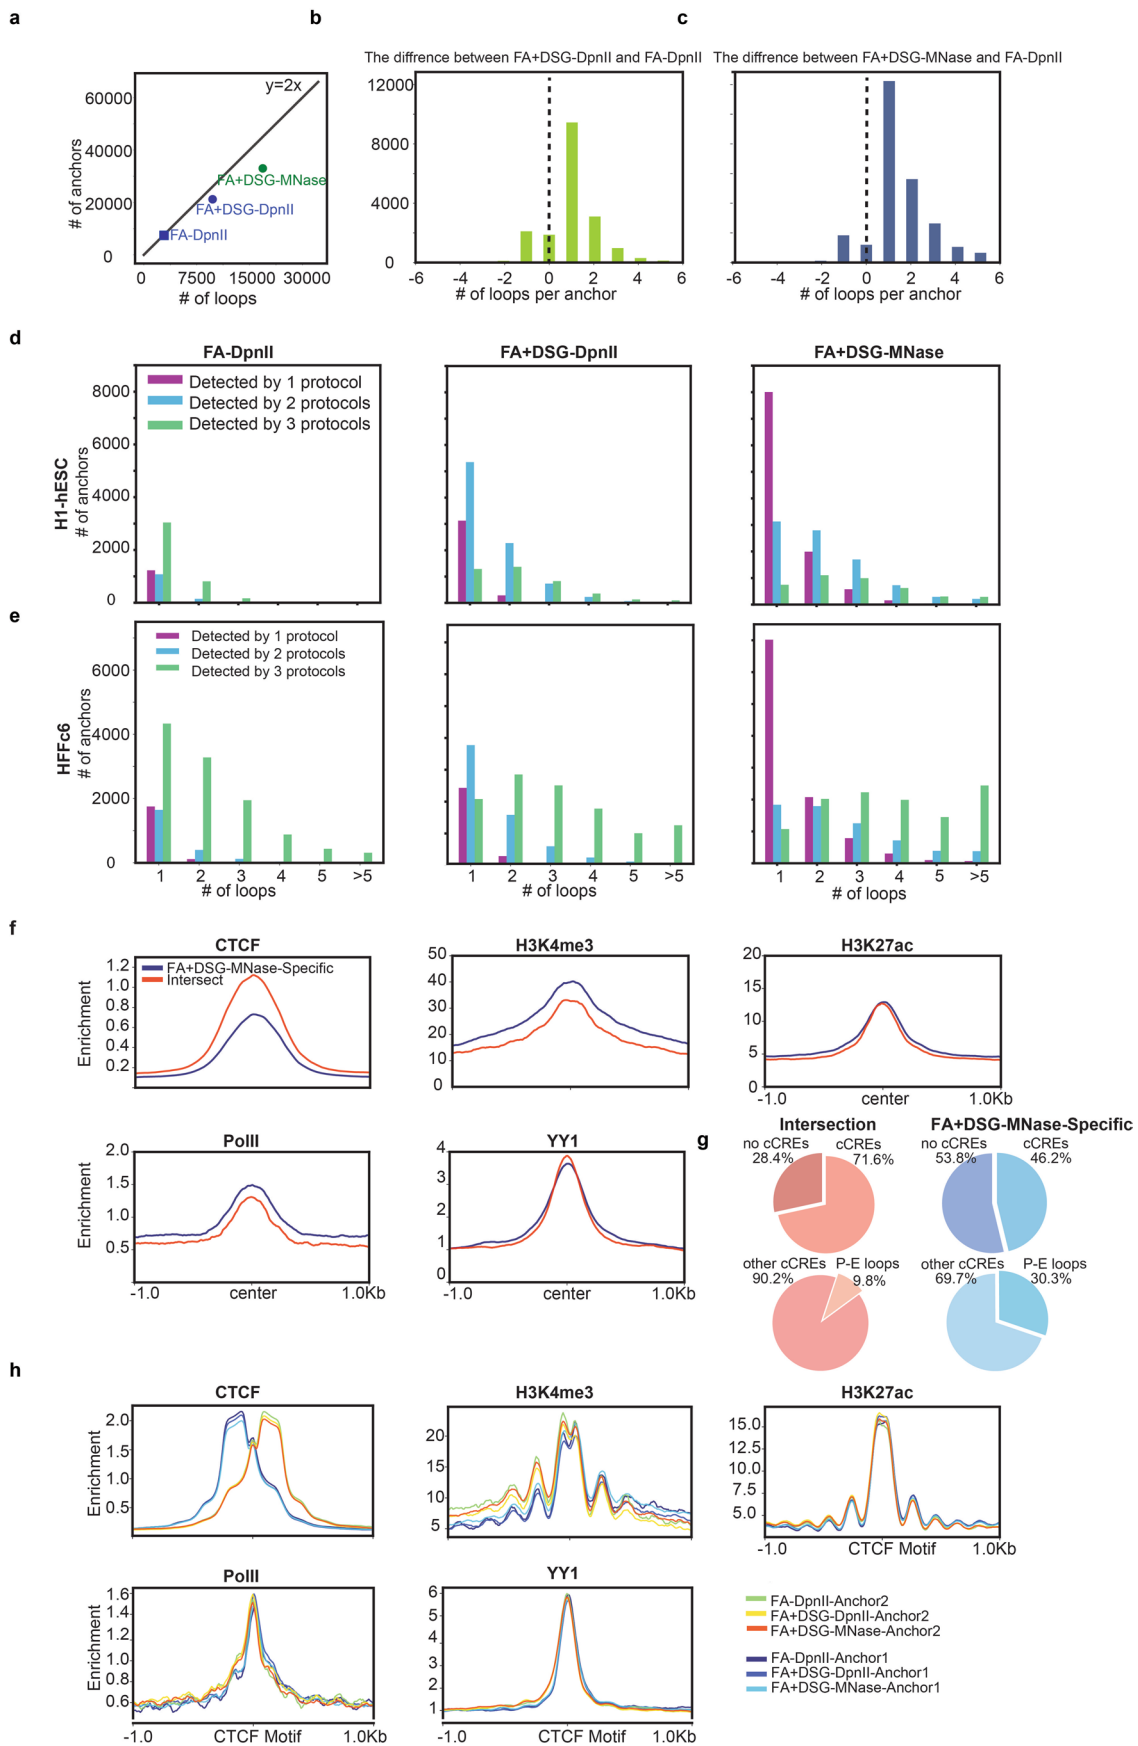 a
b
c
The diffrence between FA+DSG-DpnII and FA-DpnII
The diffrence between FA+DSG-MNase and FA-DpnII
y=2x
60000
40000
20000
0
# of anchors
FA+DSG-MNase
FA+DSG-DpnII
FA-DpnII
0 7500 15000 30000
# of loops
12000
8000
4000
0
-6 -4 -2 0 2 4 6
# of loops per anchor
-6 -4 -2 0 2 4 6
# of loops per anchor
d
FA-DpnII
FA+DSG-DpnII
FA+DSG-MNase
H1-hESC
# of anchors
8000
6000
4000
2000
0
Detected by 1 protocol
Detected by 2 protocols
Detected by 3 protocols
e
HFFc6
# of anchors
6000
4000
2000
0
Detected by 1 protocol
Detected by 2 protocols
Detected by 3 protocols
1 2 3 4 5 >5
# of loops
1 2 3 4 5 >5
# of loops
1 2 3 4 5 >5
# of loops
f
CTCF
Enrichment
1.2
1.0
0.8
0.6
0.4
0.2
FA+DSG-MNase-Specific
Intersect
H3K4me3
50
40
30
20
10
0
H3K27ac
20
15
10
5
0
-1.0 center 1.0Kb
PolII
Enrichment
2.0
1.5
1.0
0.5
-1.0 center 1.0Kb
YY1
4
3
2
1
0
-1.0 center 1.0Kb
g
Intersection
FA+DSG-MNase-Specific
no cCREs
28.4%
cCREs
71.6%
no cCREs
53.8%
cCREs
46.2%
other cCREs
90.2%
P-E loops
9.8%
other cCREs
69.7%
P-E loops
30.3%
h
CTCF
Enrichment
2.0
1.5
1.0
0.5
H3K4me3
20
15
10
5
H3K27ac
15.0
12.5
10.0
5.0
-1.0 CTCF Motif 1.0Kb
PolII
Enrichment
1.6
1.4
1.2
1.0
0.8
0.6
-1.0 CTCF Motif 1.0Kb
YY1
6
5
4
3
2
1
-1.0 CTCF Motif 1.0Kb
FA-DpnII-Anchor2
FA+DSG-DpnII-Anchor2
FA+DSG-MNase-Anchor2
FA-DpnII-Anchor1
FA+DSG-DpnII-Anchor1
FA+DSG-MNase-Anchor1